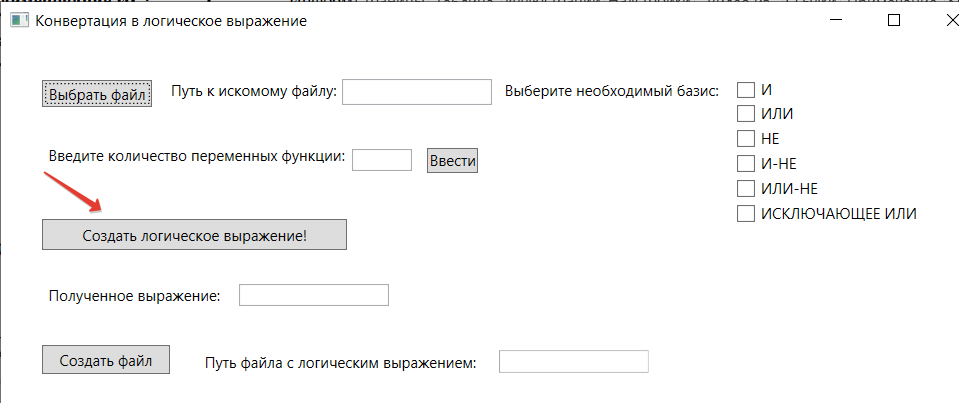 Конвертация в логическое выражение
Выбрать файл Путь к искомому файлу: Выберите необходимый базис: И
ИЛИ
НЕ
Введите количество переменных функции: Ввести
И-НЕ
ИЛИ-НЕ
ИСКЛЮЧАЮЩЕЕ ИЛИ
Создать логическое выражение!
Полученное выражение:
Создать файл Путь файла с логическим выражением: